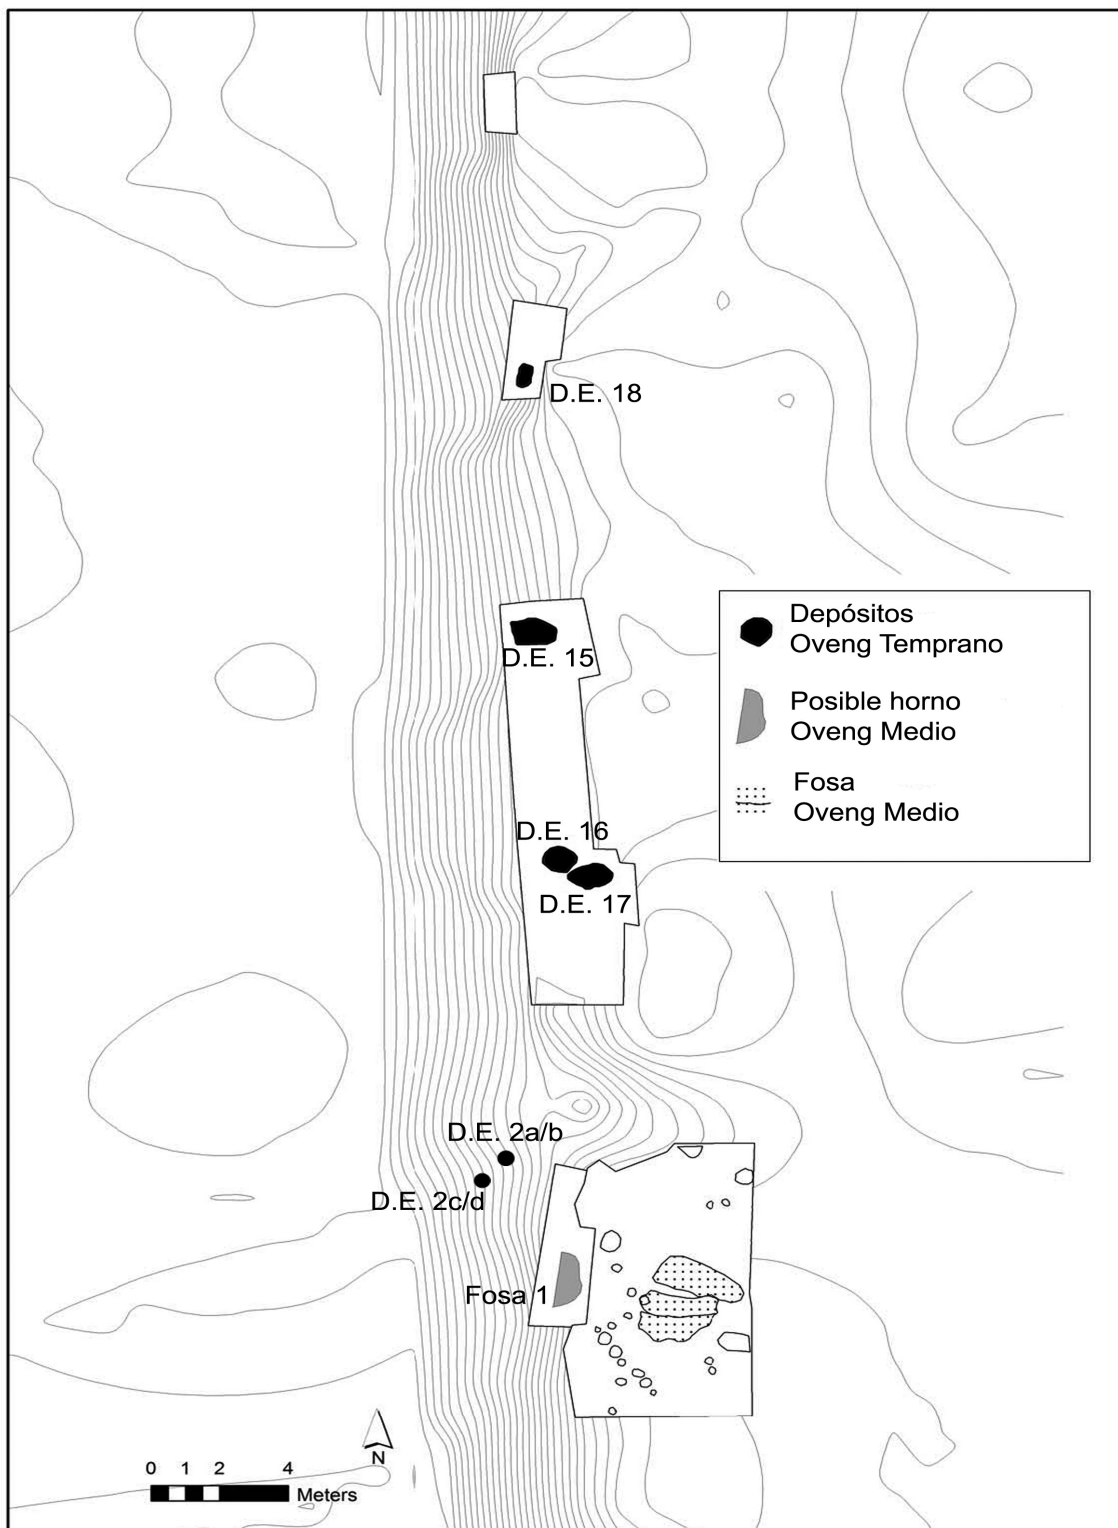 D.E. 18
Depósitos
Oveng Temprano
D.E. 15
Posible horno
Oveng Medio
Fosa
Oveng Medio
D.E. 16
D.E. 17
D.E. 2a/b
D.E. 2c/d
Fosa 1
N
0 1 2 4
Meters